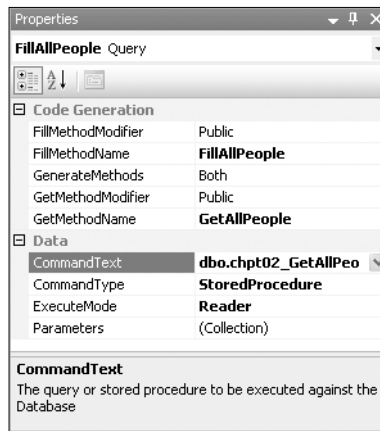 Properties
FillAllPeople Query
Code Generation
FillMethodModifier Public
FillMethodName FillAllPeople
GenerateMethods Both
GetMethodModifier Public
GetMethodName GetAllPeople
Data
CommandText dbo.chpt02_GetAllPeo
CommandType StoredProcedure
ExecuteMode Reader
Parameters (Collection)
CommandText
The query or stored procedure to be executed against the
Database